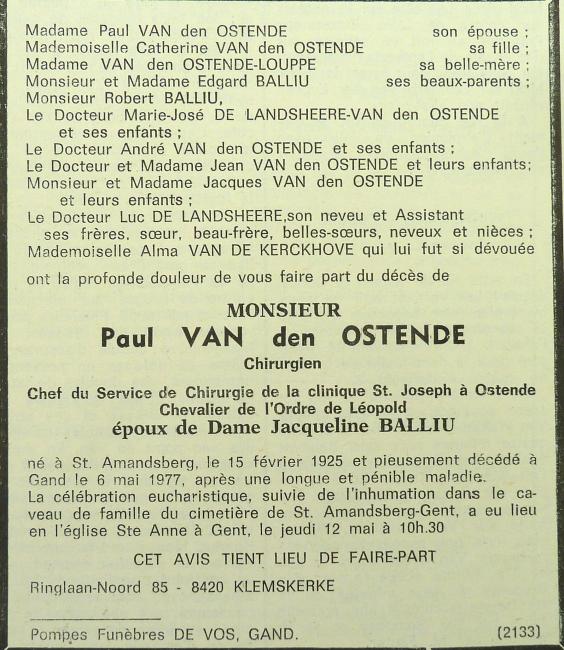 Madame Paul VAN den OSTENDE son épouse ;
Mademoiselle Catherine VAN den OSTENDE sa fille ;
Madame VAN den OSTENDE-LOUPPE sa belle-mère ;
Monsieur et Madame Edgard BALLIU ses beaux-parents ;
Monsieur Robert BALLIU,
Le Docteur Marie-José DE LANDSHEERE-VAN den OSTENDE
et ses enfants ;
Le Docteur André VAN den OSTENDE et ses enfants ;
Le Docteur et Madame Jean VAN den OSTENDE et leurs enfants;
Monsieur et Madame Jacques VAN den OSTENDE
et leurs enfants ;
Le Docteur Luc DE LANDSHEERE,son neveu et Assistant
ses frères, sœur, beau-frère, belles-sœurs, neveux et nièces ;
Mademoiselle Alma VAN DE KERCKHOVE qui lui fut si dévouée
ont la profonde douleur de vous faire part du décès de
MONSIEUR
Paul VAN den OSTENDE
Chirurgien
Chef du Service de Chirurgie de la clinique St. Joseph à Ostende
Chevalier de l'Ordre de Léopold
époux de Dame Jacqueline BALLIU
né à St. Amandsberg, le 15 février 1925 et pieusement décédé à
Gand le 6 mai 1977, après une longue et pénible maladie.
La célébration eucharistique, suivie de l'inhumation dans le ca-
veau de famille du cimetière de St. Amandsberg-Gent, a eu lieu
en l'église Ste Anne à Gent, le jeudi 12 mai à 10h.30
CET AVIS TIENT LIEU DE FAIRE-PART
Ringlaan-Noord 85 - 8420 KLEMSKERKE
Pompes Funèbres DE VOS, GAND. (2133)